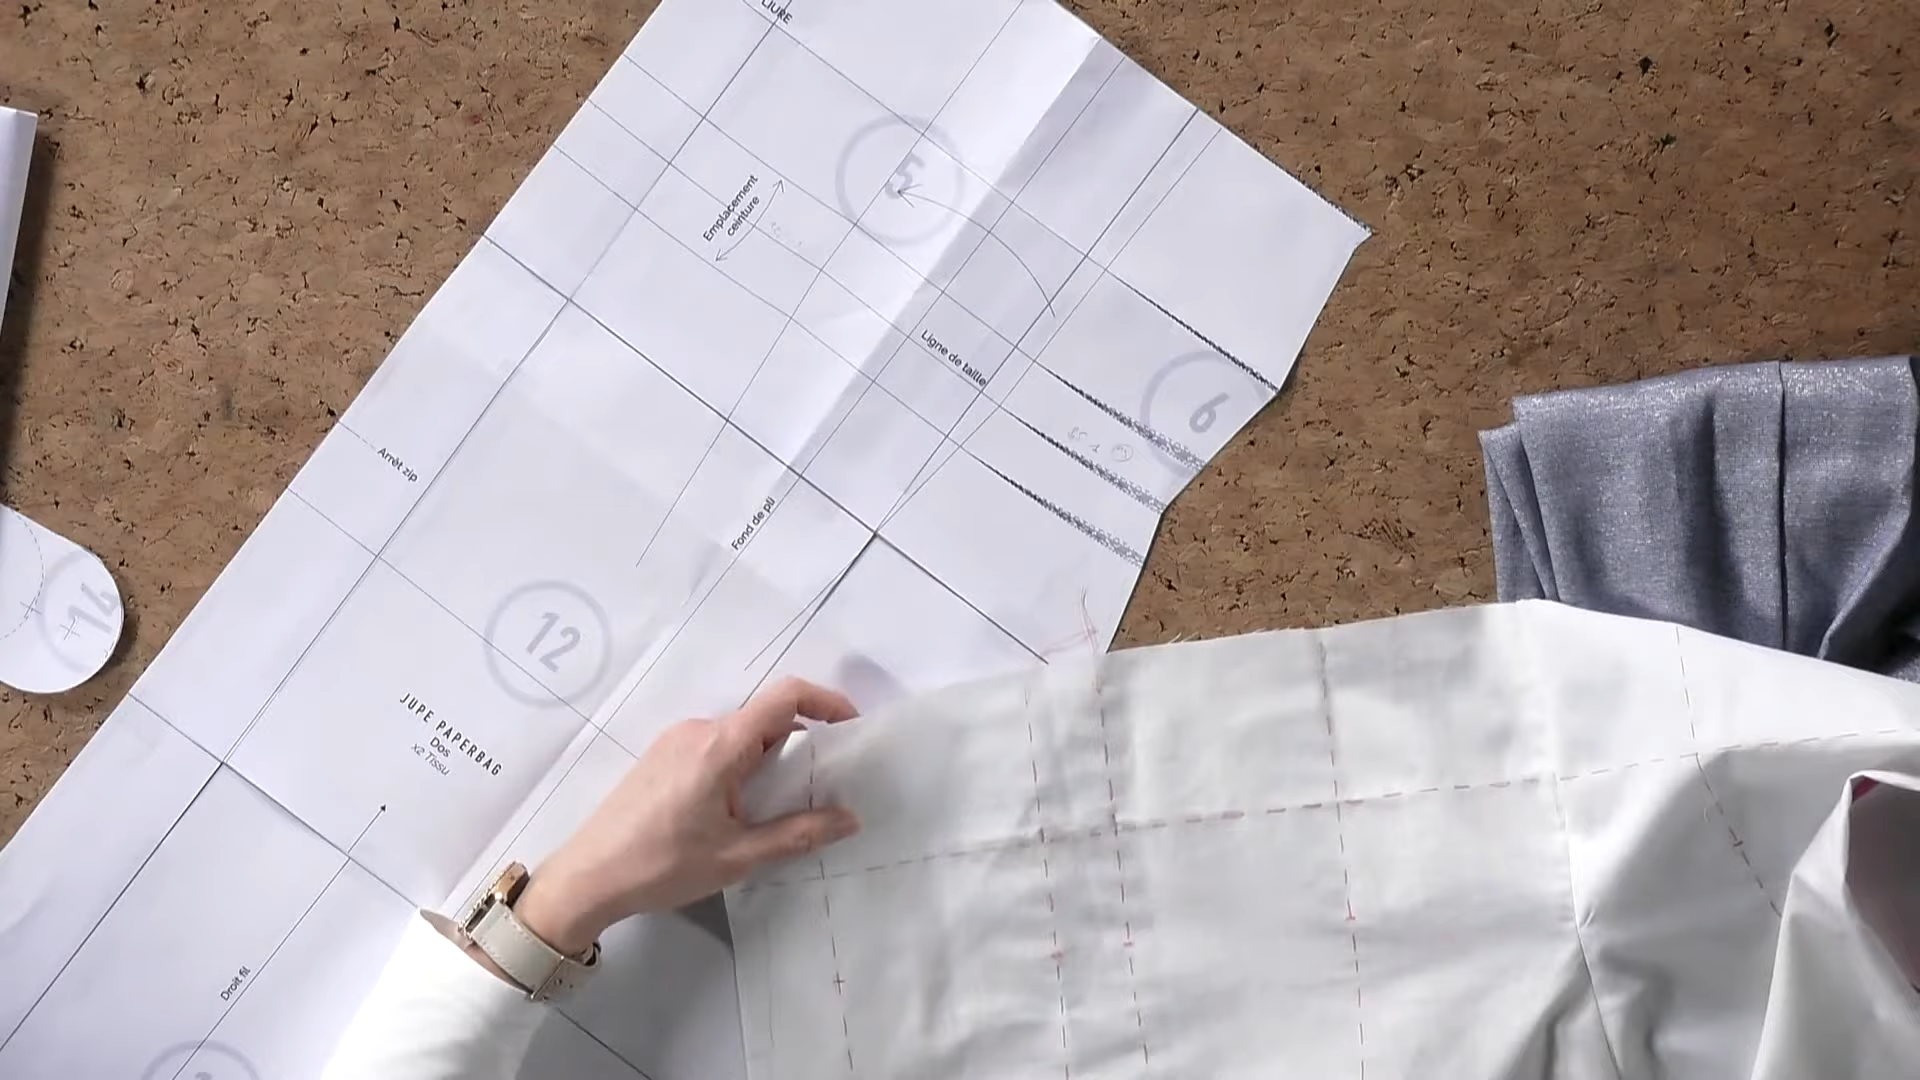 LIURE
5
Emplacement
ceinture
Ligne de taille
6
Arrêt zip
Fond de pli
14
12
JUPE PAPERBAG
Dos
x2 Tissu
Droit fil